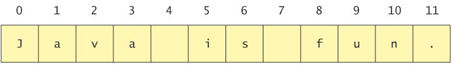 0 1 2 3 4 5 6 7 8 9 10 11
J a v a   i s   f u n .